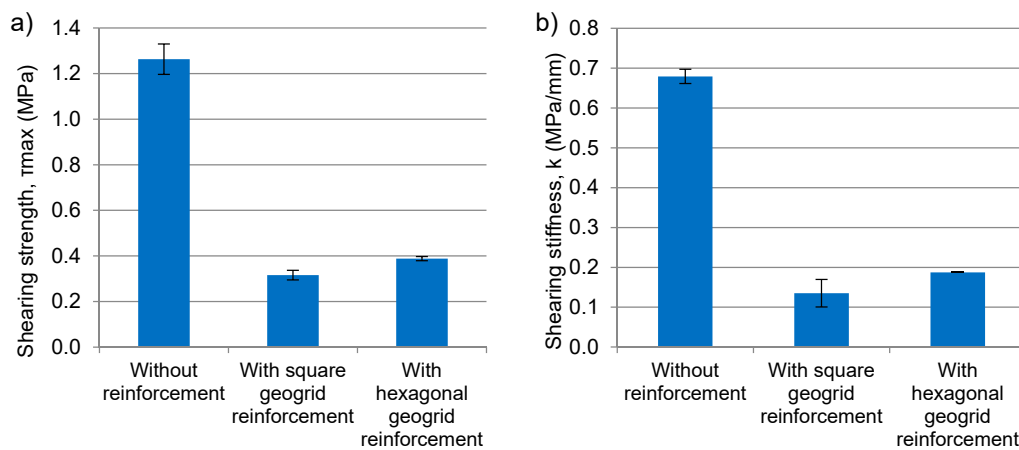 a)
Shearing strength, τmax (MPa)
1.4
1.2
1.0
0.8
0.6
0.4
0.2
0.0
Without
reinforcement
With square
geogrid
reinforcement
With
hexagonal
geogrid
reinforcement
b)
Shearing stiffness, k (MPa/mm)
0.8
0.7
0.6
0.5
0.4
0.3
0.2
0.1
0.0
Without
reinforcement
With square
geogrid
reinforcement
With
hexagonal
geogrid
reinforcement